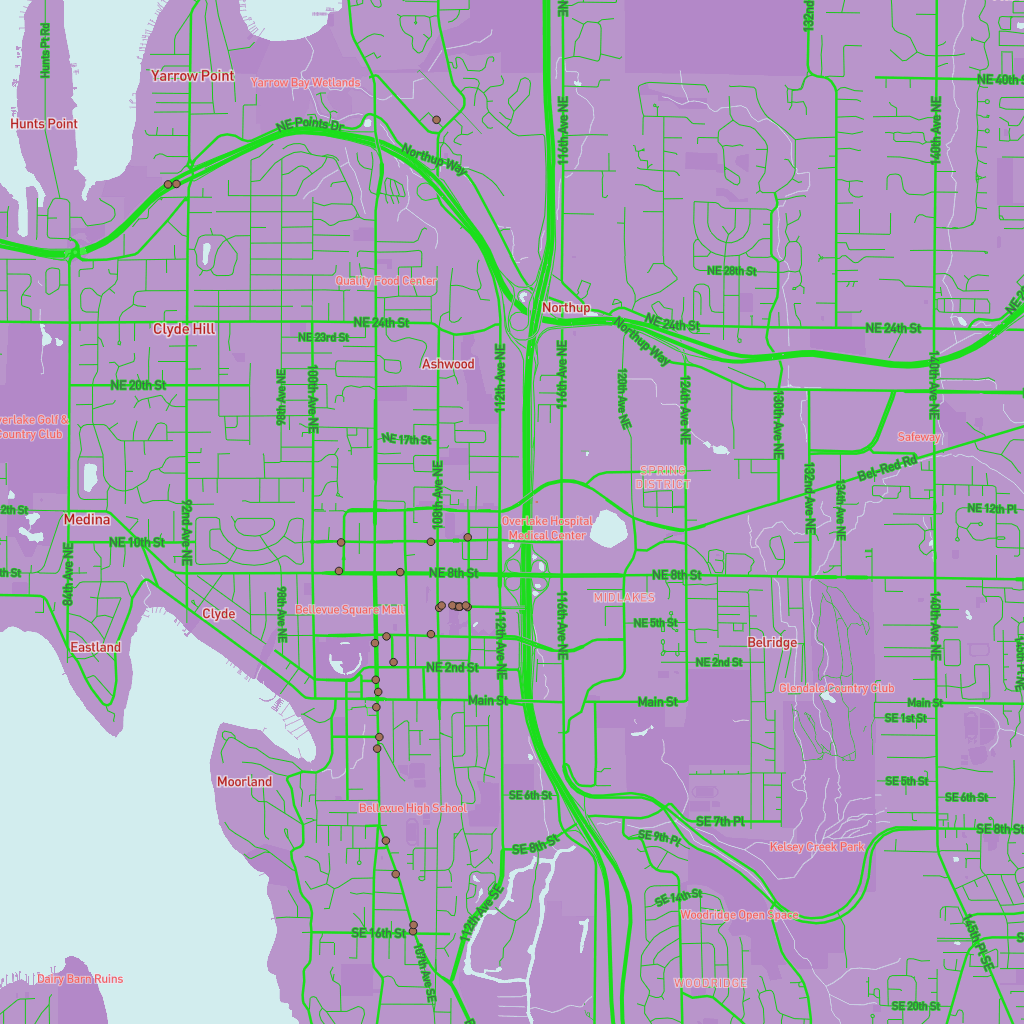 NE
132nd
Hunts Pt Rd
Yarrow Point
Yarrow Bay Wetlands
NE 40th S
Hunts Point
NE Points Dr
116th Ave NE
140th Ave NE
Northup Way
NE 28th St
Quality Food Center
Northup
NE 24th St
Clyde Hill
NE 23rd St
NE 24th St
Northup Way
NE 24th St
Ashwood
112th Ave NE
116th Ave NE
98th Ave NE
100th Ave NE
NE 20th St
120th Ave NE
124th Ave NE
130th Ave NE
140th Ave NE
verlake Golf &
Country Club
NE 17th St
Safeway
Bel-Red Rd
SPRING
DISTRICT
108th Ave NE
132nd Ave NE
134th Ave NE
2th St
Medina
92nd Ave NE
Overlake Hospital
Medical Center
NE 12th Pl
NE 10th St
84th Ave NE
th St
NE 8th St
NE 8th St
98th Ave NE
Clyde
Bellevue Square Mall
112th Ave NE
116th Ave NE
MIDLAKES
140th Ave NE
NE 5th St
Eastland
Belridge
NE 2nd St
NE 2nd St
145th Pl NE
Main St
Main St
Glendale Country Club
Main St
SE 1st St
Moorland
SE 5th St
SE 6th St
SE 6th St
Bellevue High School
SE 7th Pl
SE 8th St
SE 9th Pl
SE 8th St
Kelsey Creek Park
SE 14th St
112th Ave SE
Woodridge Open Space
SE 16th St
107th Ave SE
145th Pl SE
Dairy Barn Ruins
WOODRIDGE
SE 20th St